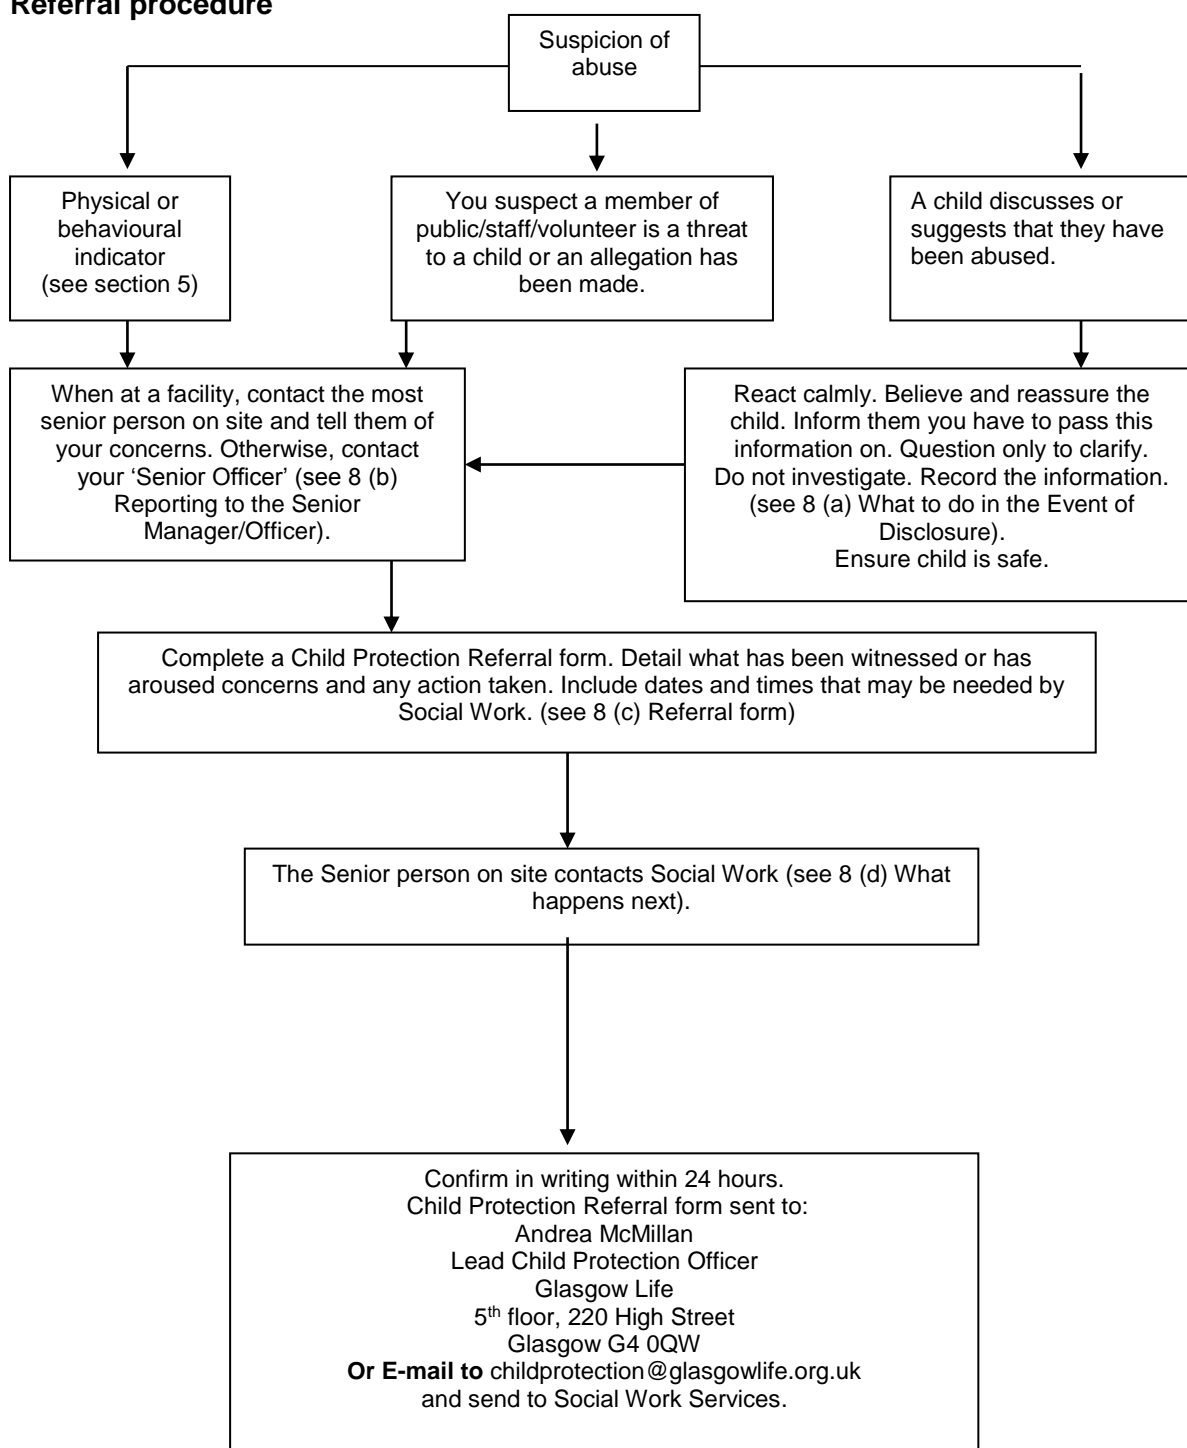 Referral procedure
Suspicion of
abuse
Physical or
behavioural
indicator
(see section 5)
You suspect a member of
public/staff/volunteer is a threat
to a child or an allegation has
been made.
A child discusses or
suggests that they have
been abused.
When at a facility, contact the most
senior person on site and tell them of
your concerns. Otherwise, contact
your ‘Senior Officer’ (see 8 (b)
Reporting to the Senior
Manager/Officer).
React calmly. Believe and reassure the
child. Inform them you have to pass this
information on. Question only to clarify.
Do not investigate. Record the information.
(see 8 (a) What to do in the Event of
Disclosure).
Ensure child is safe.
Complete a Child Protection Referral form. Detail what has been witnessed or has
aroused concerns and any action taken. Include dates and times that may be needed by
Social Work. (see 8 (c) Referral form)
The Senior person on site contacts Social Work (see 8 (d) What
happens next).
Confirm in writing within 24 hours.
Child Protection Referral form sent to:
Andrea McMillan
Lead Child Protection Officer
Glasgow Life
5th floor, 220 High Street
Glasgow G4 0QW
Or E-mail to childprotection@glasgowlife.org.uk
and send to Social Work Services.